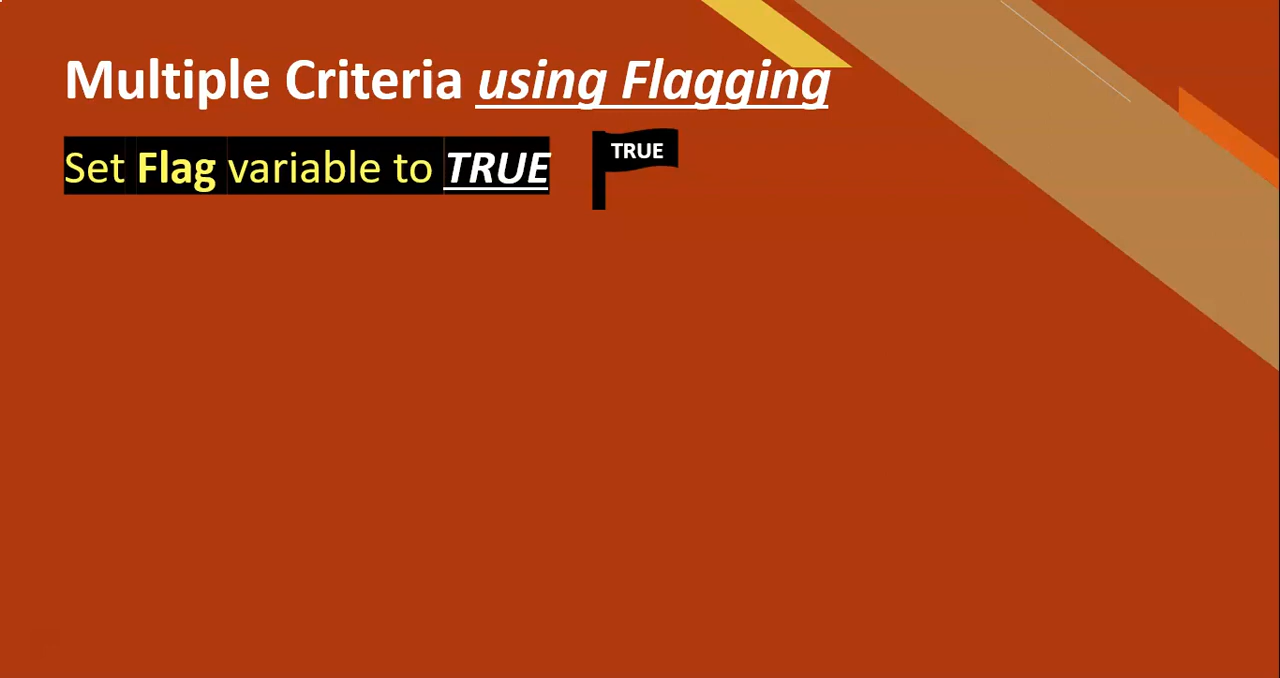 Multiple Criteria using Flagging
Set Flag variable to TRUE
TRUE